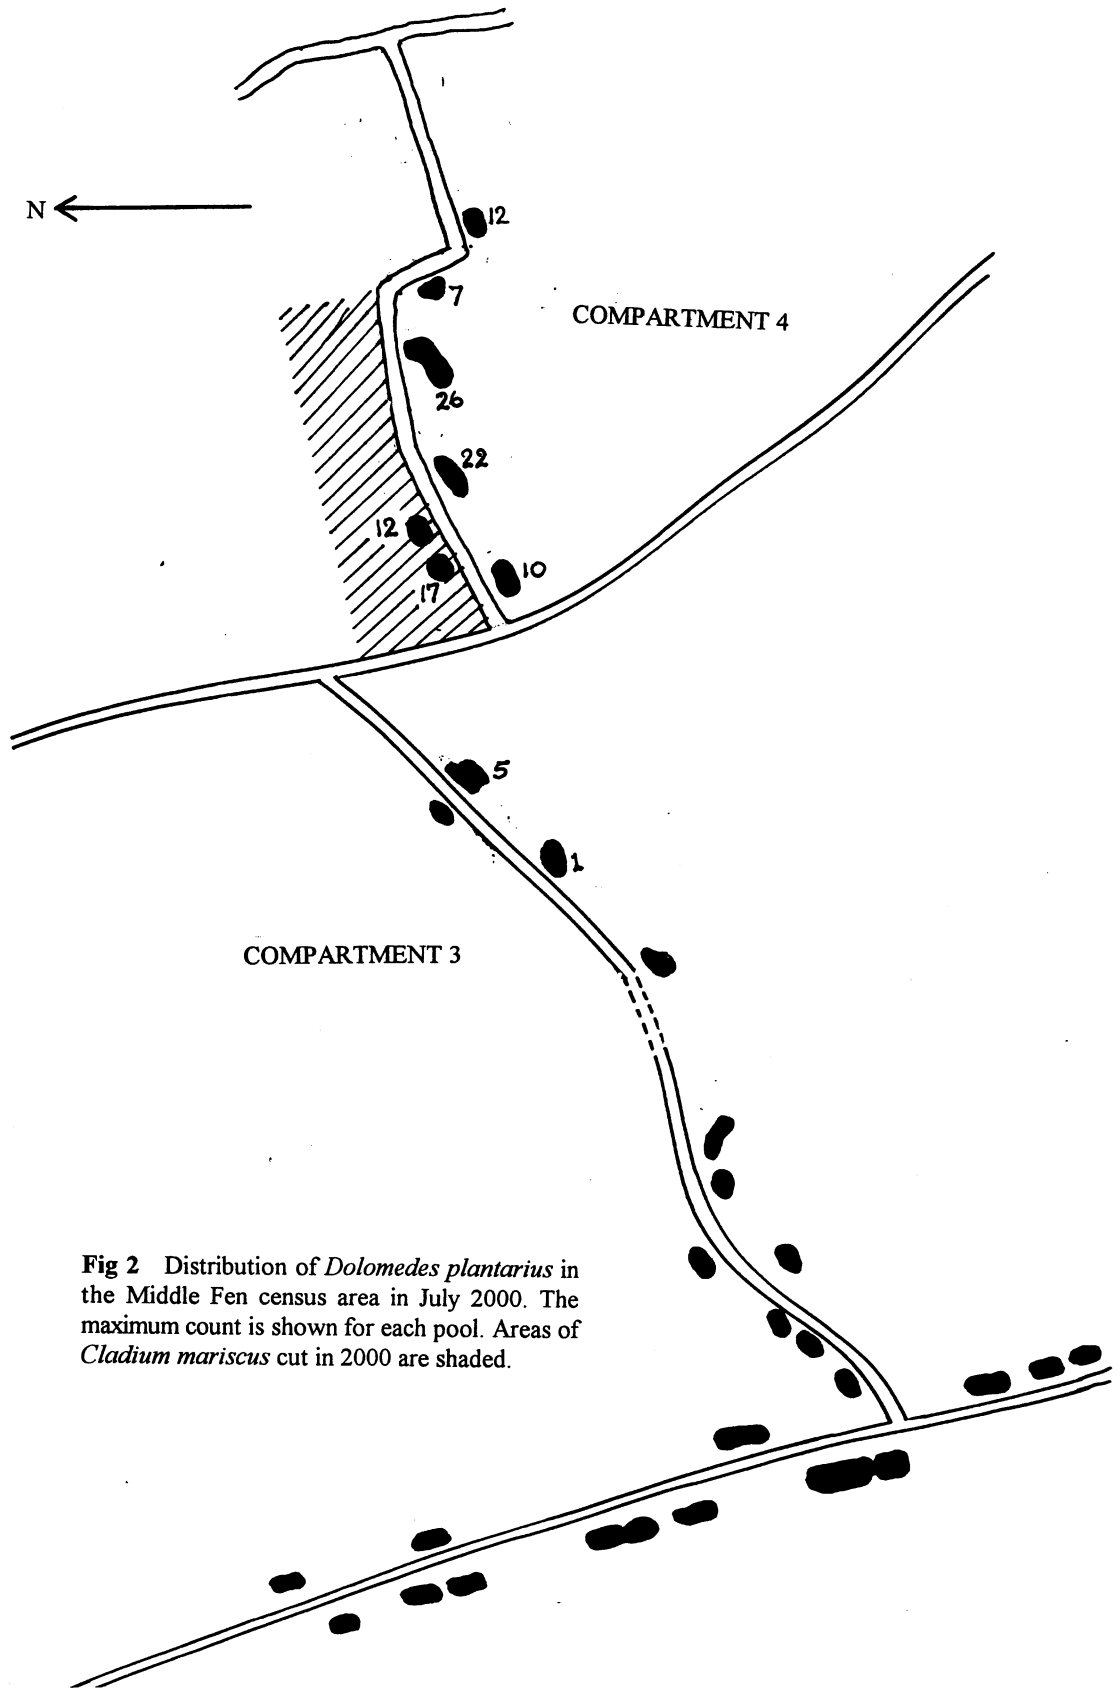 N
12
7
COMPARTMENT 4
26
22
12
10
17
5
1
COMPARTMENT 3
Fig 2 Distribution of Dolomedes plantarius in
the Middle Fen census area in July 2000. The
maximum count is shown for each pool. Areas of
Cladium mariscus cut in 2000 are shaded.